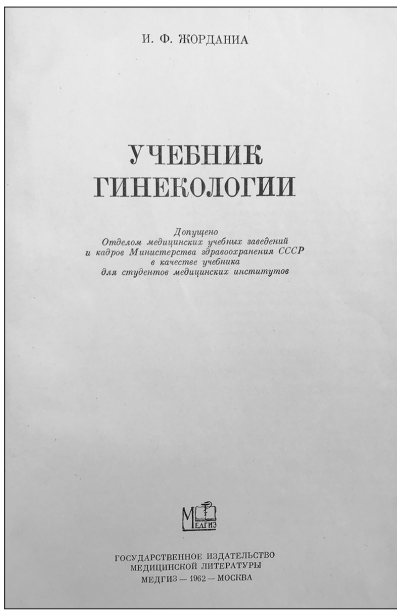 И. Ф. ЖОРДАНИА
УЧЕБНИК
ГИНЕКОЛОГИИ
Допущено
Отделом медицинских учебных заведений
и кадров Министерства здравоохранения СССР
в качестве учебника
для студентов медицинских институтов
МЕДГИЗ
ГОСУДАРСТВЕННОЕ ИЗДАТЕЛЬСТВО
МЕДИЦИНСКОЙ ЛИТЕРАТУРЫ
МЕДГИЗ — 1962 — МОСКВА